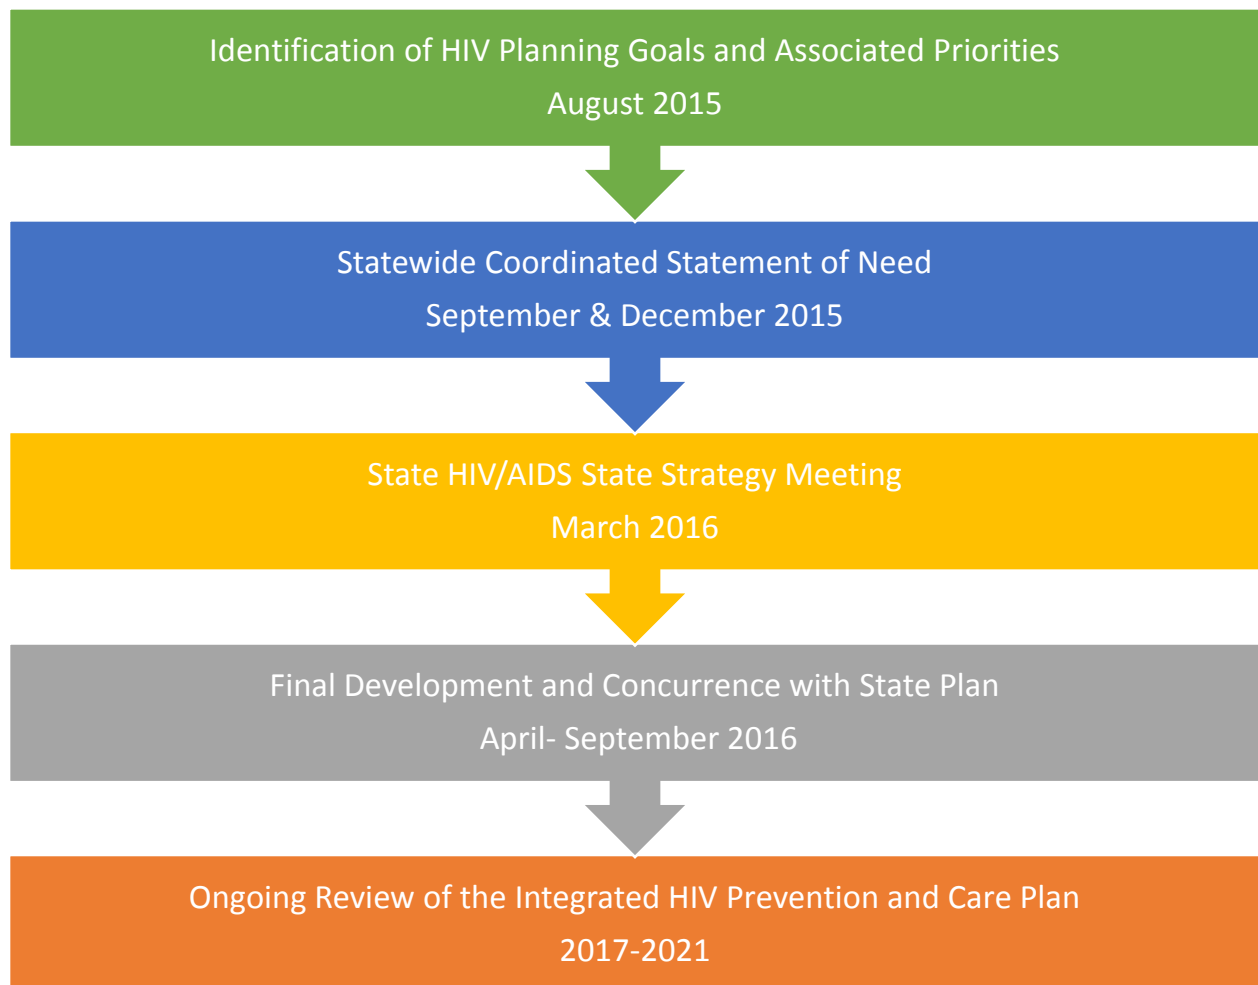 Identification of HIV Planning Goals and Associated Priorities
August 2015
Statewide Coordinated Statement of Need
September & December 2015
State HIV/AIDS State Strategy Meeting
March 2016
Final Development and Concurrence with State Plan
April- September 2016
Ongoing Review of the Integrated HIV Prevention and Care Plan
2017-2021